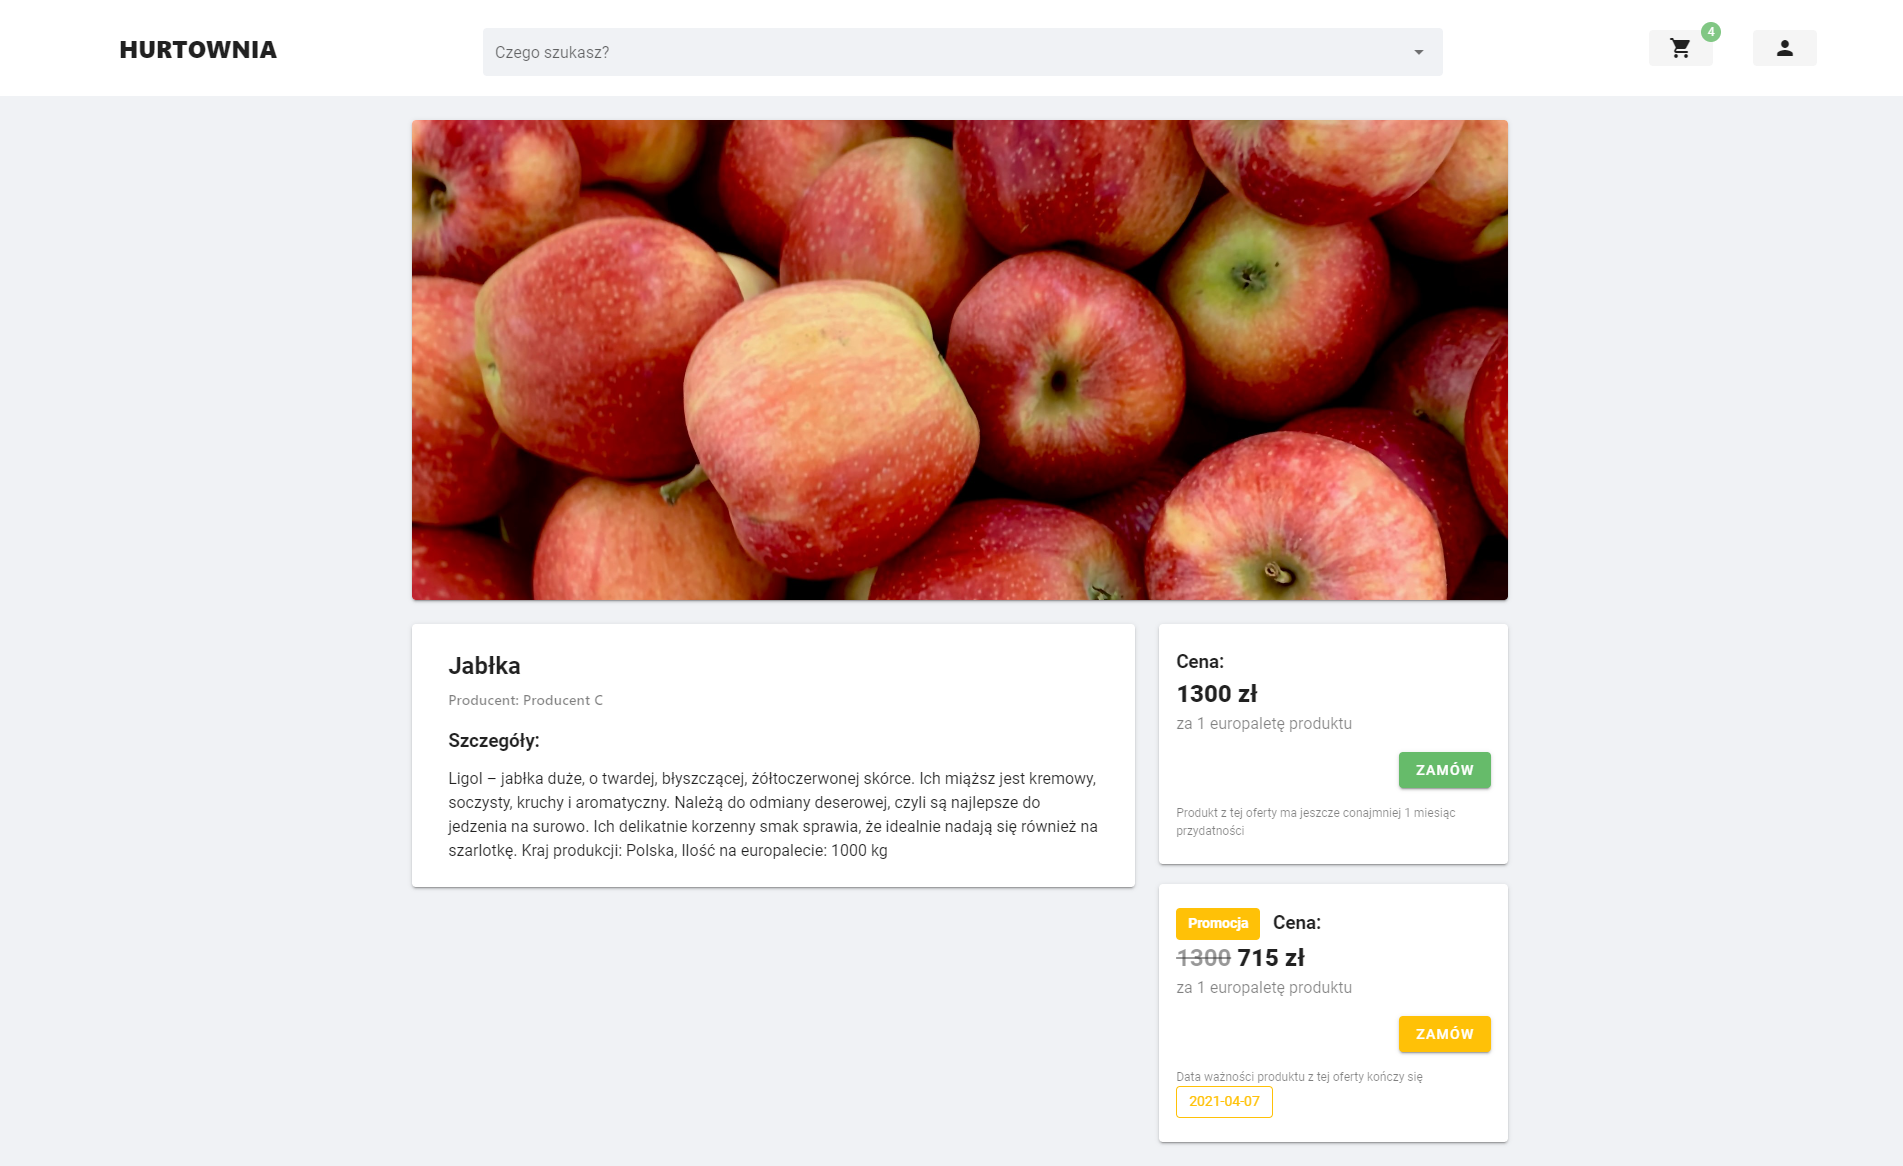 HURTOWNIA
Czego szukasz?
4
Jabłka
Producent: Producent C
Szczegóły:
Ligol – jabłka duże, o twardej, błyszczącej, żółtoczerwonej skórce. Ich miąższ jest kremowy,
soczysty, kruchy i aromatyczny. Należą do odmiany deserowej, czyli są najlepsze do
jedzenia na surowo. Ich delikatnie korzenny smak sprawia, że idealnie nadają się również na
szarlotkę. Kraj produkcji: Polska, Ilość na europalecie: 1000 kg
Cena:
1300 zł
za 1 europaletę produktu
ZAMÓW
Produkt z tej oferty ma jeszcze conajmniej 1 miesiąc
przydatności
Promocja Cena:
1300 715 zł
za 1 europaletę produktu
ZAMÓW
Data ważności produktu z tej oferty kończy się
2021-04-07